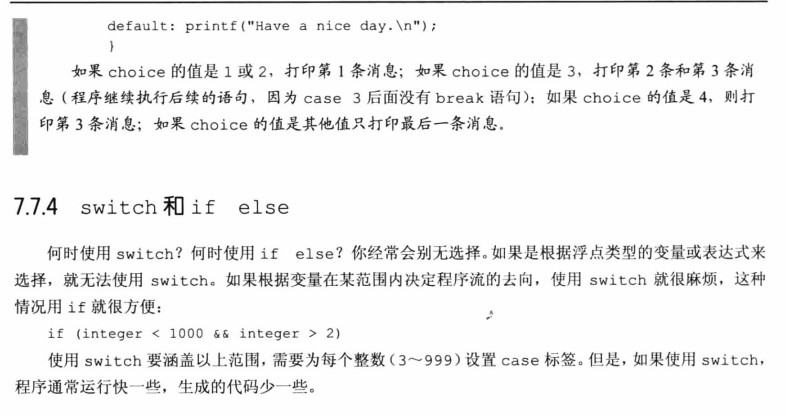 default: printf("Have a nice day.\n");
}
如果 choice 的值是 1 或 2，打印第 1 条消息；如果 choice 的值是 3，打印第 2 条和第 3 条消
息（程序继续执行后续的语句，因为 case 3 后面没有 break 语句）；如果 choice 的值是 4，则打
印第 3 条消息；如果 choice 的值是其他值只打印最后一条消息。
7.7.4 switch 和 if else
何时使用 switch？何时使用 if else？你经常会别无选择。如果是根据浮点类型的变量或表达式来
选择，就无法使用 switch。如果根据变量在某范围内决定程序流的去向，使用 switch 就很麻烦，这种
情况用 if 就很方便：
if (integer < 1000 && integer > 2)
使用 switch 要涵盖以上范围，需要为每个整数（3～999）设置 case 标签。但是，如果使用 switch，
程序通常运行快一些，生成的代码少一些。